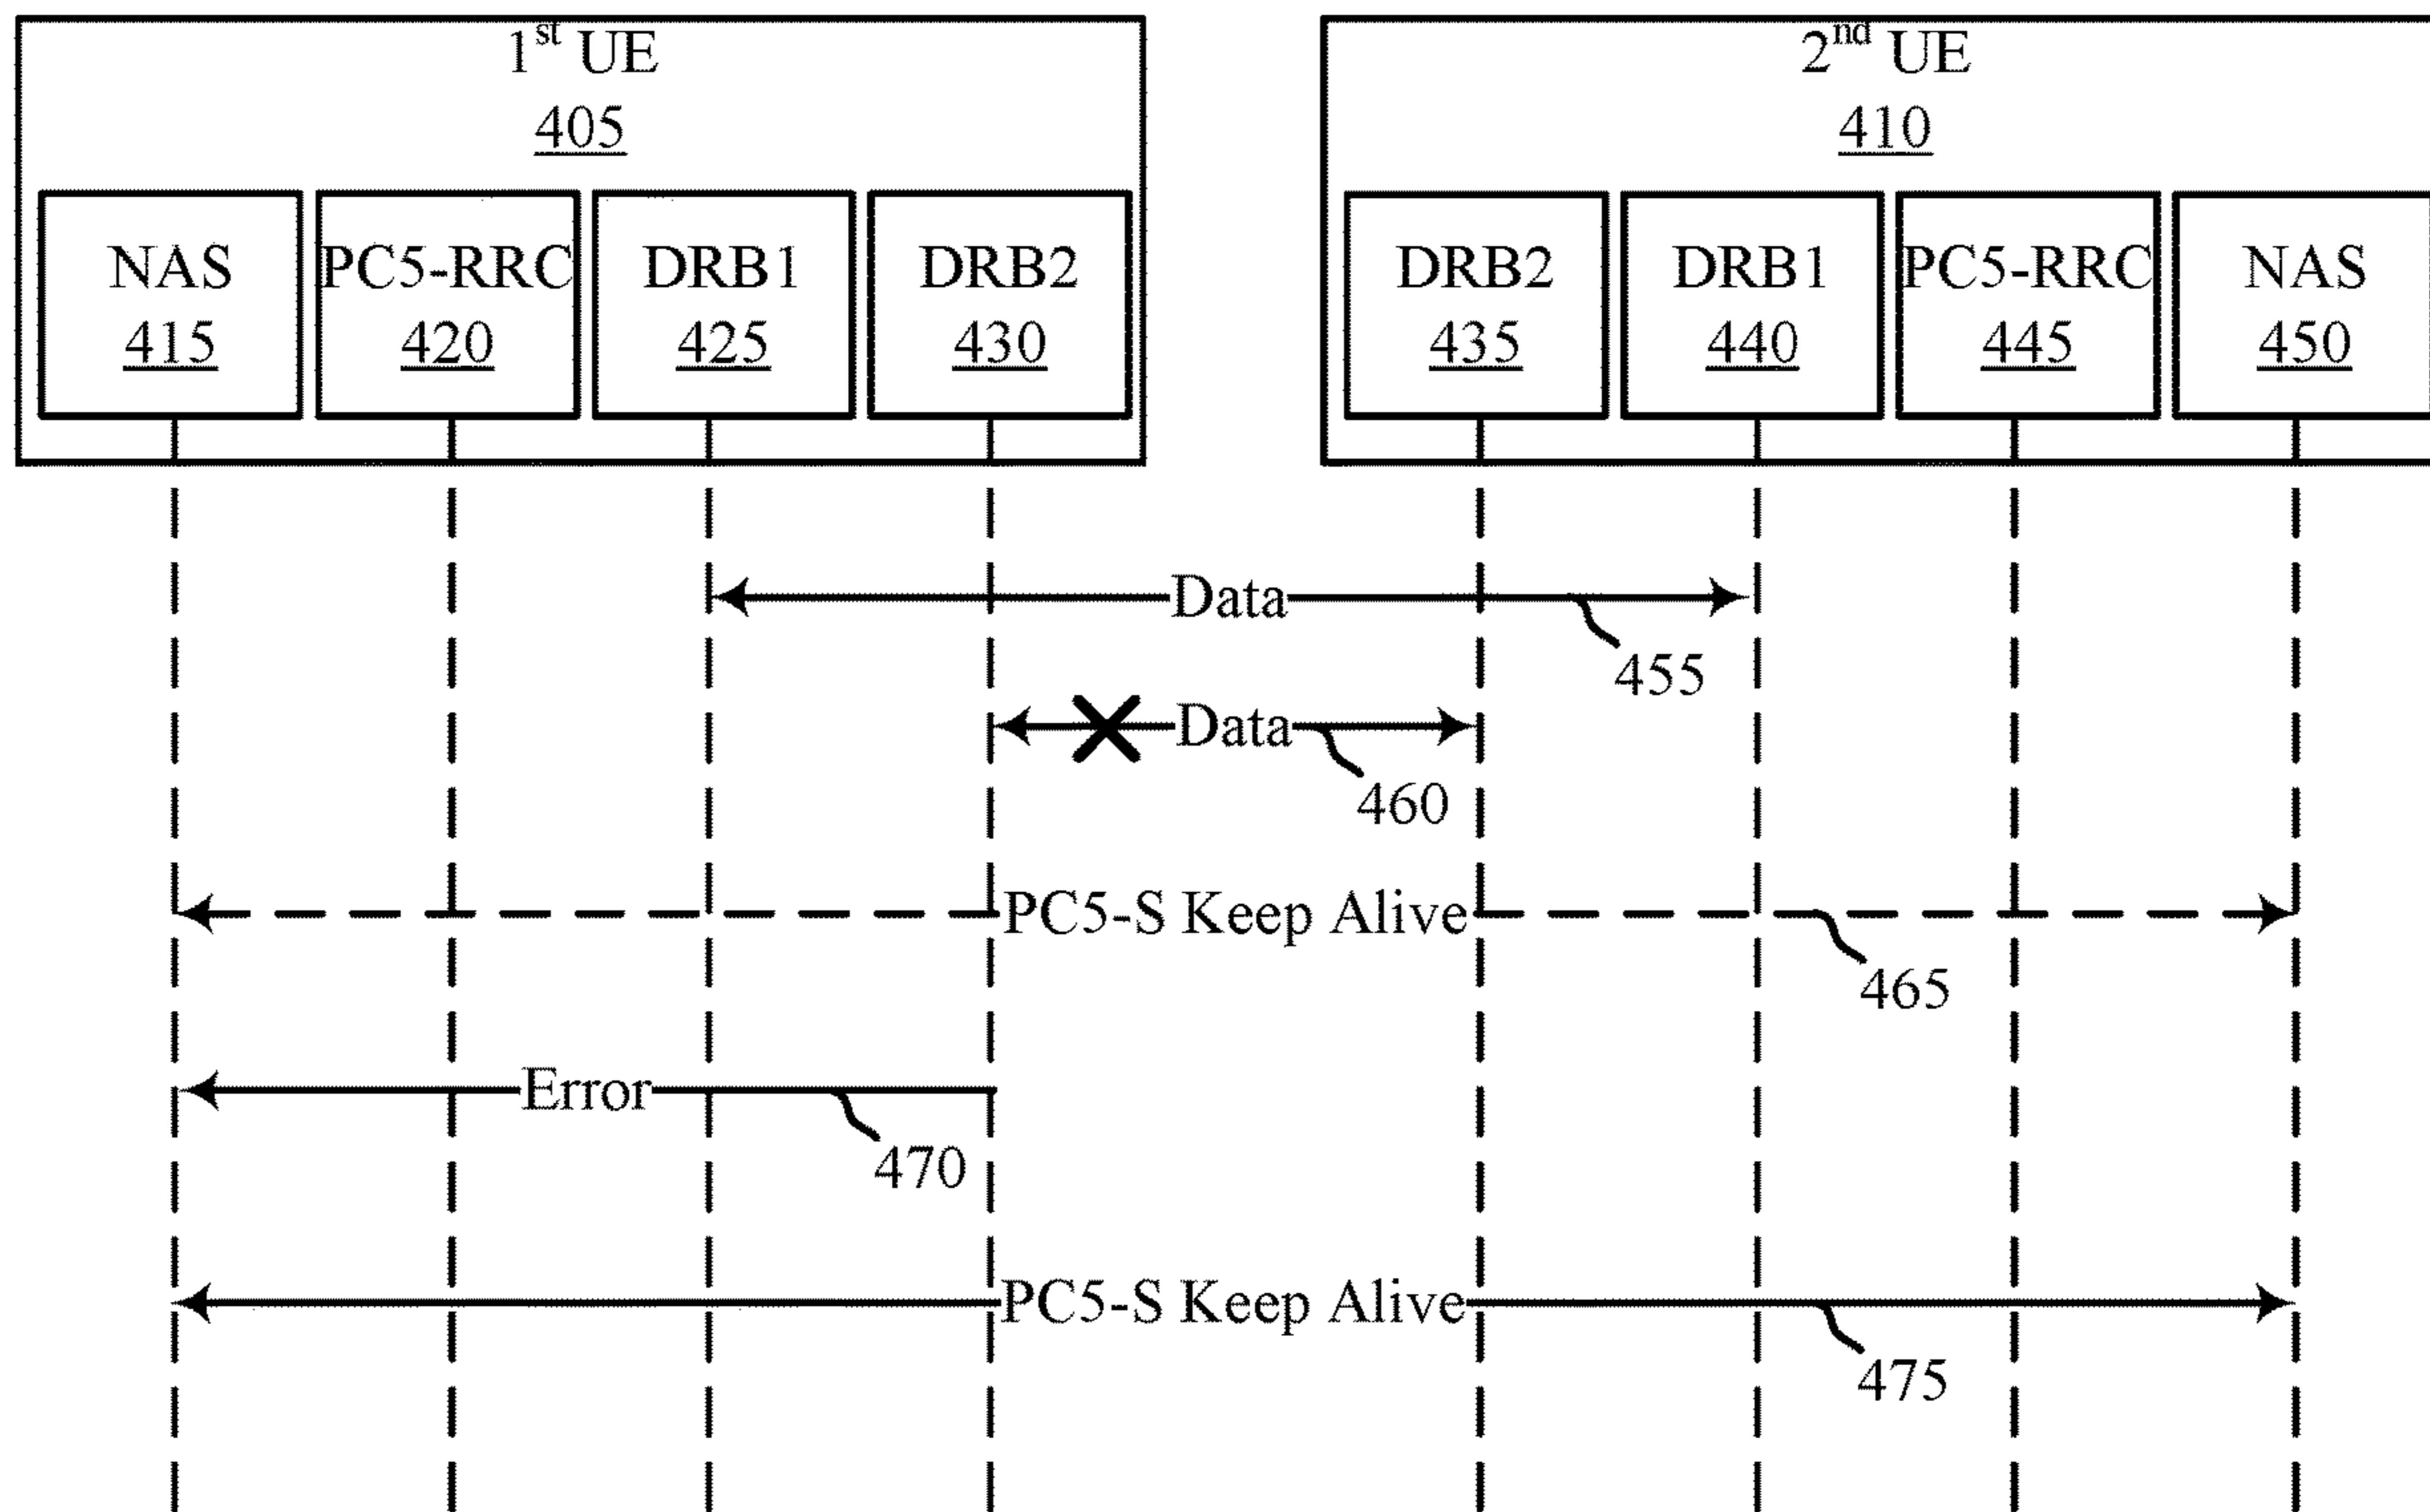 1st UE
405
2nd UE
410
NAS
415
PC5-RRC
420
DRB1
425
DRB2
430
DRB2
435
DRB1
440
PC5-RRC
445
NAS
450
Data
455
Data
460
PC5-S Keep Alive
465
Error
470
PC5-S Keep Alive
475